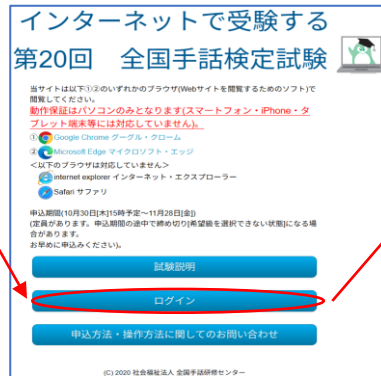 インターネットで受験する
第20回　全国手話検定試験
当サイトは以下①②のいずれかのブラウザ(Webサイトを閲覧するためのソフト)で
閲覧してください。
動作保証はパソコンのみとなります(スマートフォン・iPhone・タ
ブレット端末等には対応していません)。
①Google Chrome グーグル・クローム
②Microsoft Edge マイクロソフト・エッジ
＜以下のブラウザは対応していません＞
internet explorer インターネット・エクスプローラー
Safari サファリ
申込期間(10月30日[木]15時予定～11月28日[金])
(定員があります。申込期間の途中で締め切り[希望級を選択できない状態]になる場
合があります。
お早めに申込みください)。
試験説明
ログイン
申込方法・操作方法に関してのお問い合わせ
(C) 2020 社会福祉法人 全国手話研修センター